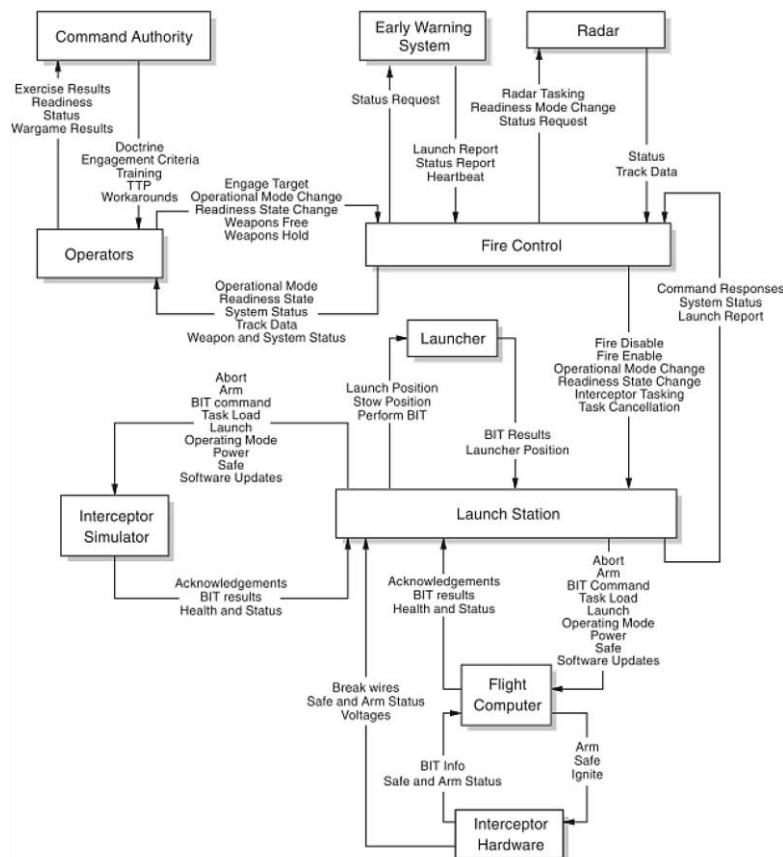 Command Authority
Early Warning
System
Radar
Exercise Results
Readiness
Status
Wargame Results
Doctrine
Engagement Criteria
Training
TTP
Workarounds
Status Request
Launch Report
Status Report
Heartbeat
Radar Tasking
Readiness Mode Change
Status Request
Status
Track Data
Engage Target
Operational Mode Change
Readiness State Change
Weapons Free
Weapons Hold
Operators
Fire Control
Operational Mode
Readiness State
System Status
Track Data
Weapon and System Status
Command Responses
System Status
Launch Report
Launcher
Fire Disable
Fire Enable
Operational Mode Change
Readiness State Change
Interceptor Tasking
Task Cancellation
Launch Position
Stow Position
Perform BIT
BIT Results
Launcher Position
Abort
Arm
BIT command
Task Load
Launch
Operating Mode
Power
Safe
Software Updates
Interceptor
Simulator
Launch Station
Acknowledgements
BIT results
Health and Status
Acknowledgements
BIT results
Health and Status
Abort
Arm
BIT Command
Task Load
Launch
Operating Mode
Power
Safe
Software Updates
Break wires
Safe and Arm Status
Voltages
Flight
Computer
BIT Info
Safe and Arm Status
Arm
Safe
Ignite
Interceptor
Hardware